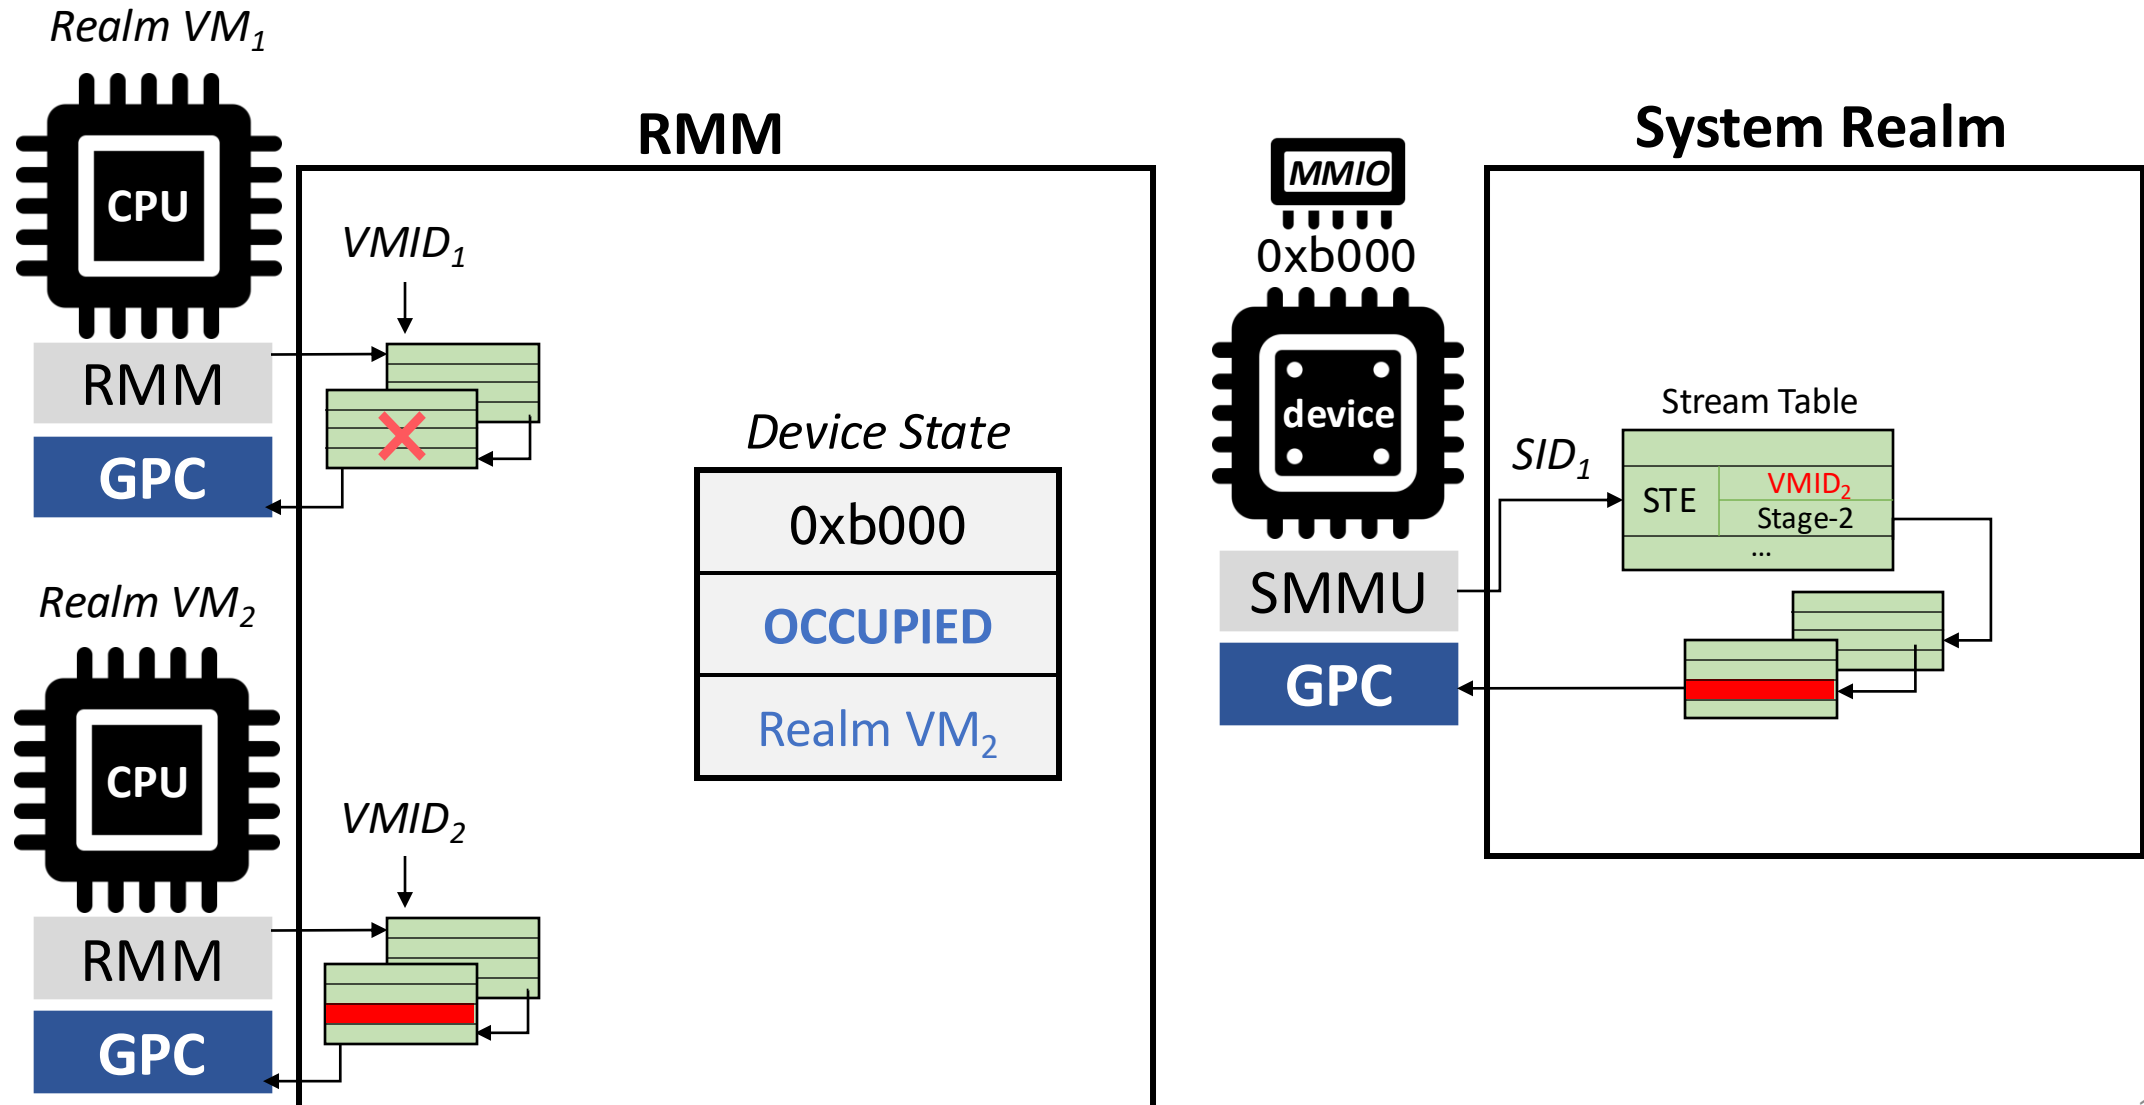 Realm VM1
CPU
RMM
GPC
Realm VM2
CPU
RMM
GPC
RMM
VMID1
VMID2
Device State
0xb000
OCCUPIED
Realm VM2
MMIO
0xb000
device
SMMU
GPC
System Realm
Stream Table
SID1
STE
VMID2
Stage-2
...